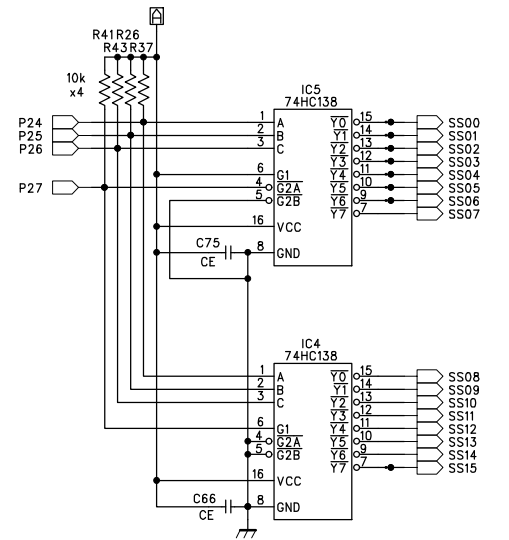 A
R41 R26
R43 R37
10k
x4
IC5
74HC138
P24 1 A Y0 15 SS00
P25 2 B Y1 14 SS01
P26 3 C Y2 13 SS02
Y3 12 SS03
6 G1 Y4 11 SS04
P27 4 G2A Y5 10 SS05
5 G2B Y6 9 SS06
Y7 7 SS07
16 VCC
C75 8 GND
CE
IC4
74HC138
1 A Y0 15 SS08
2 B Y1 14 SS09
3 C Y2 13 SS10
Y3 12 SS11
6 G1 Y4 11 SS12
4 G2A Y5 10 SS13
5 G2B Y6 9 SS14
Y7 7 SS15
16 VCC
C66 8 GND
CE